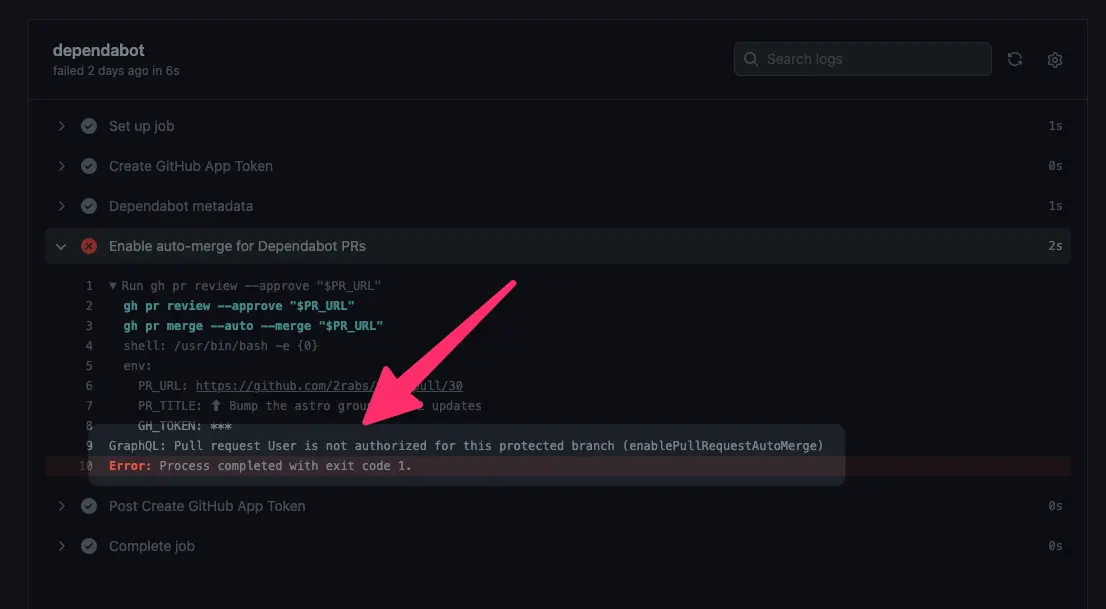 dependabot
failed 2 days ago in 6s
Search logs
Set up job 1s
Create GitHub App Token 0s
Dependabot metadata 1s
Enable auto-merge for Dependabot PRs 2s
1 ▼ Run gh pr review --approve "$PR_URL"
2 gh pr review --approve "$PR_URL"
3 gh pr merge --auto --merge "$PR_URL"
4 shell: /usr/bin/bash -e {0}
5 env:
6 PR_URL: https://github.com/2rabs/ ull/30
7 PR_TITLE: ⬆ Bump the astro updates
8 GH_TOKEN: ***
9 GraphQL: Pull request User is not authorized for this protected branch (enablePullRequestAutoMerge)
10 Error: Process completed with exit code 1.
Post Create GitHub App Token 0s
Complete job 0s